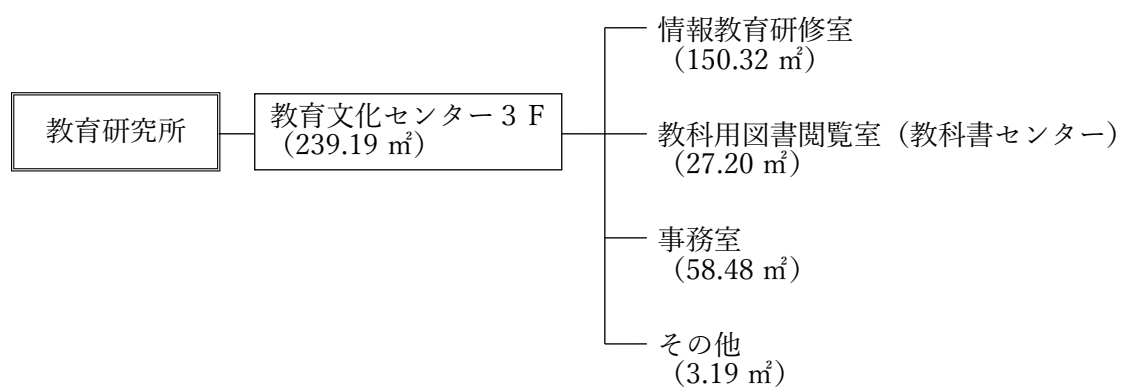 教育研究所
教育文化センター３Ｆ
（239.19 ㎡）
情報教育研修室
（150.32 ㎡）
教科用図書閲覧室（教科書センター）
（27.20 ㎡）
事務室
（58.48 ㎡）
その他
（3.19 ㎡）